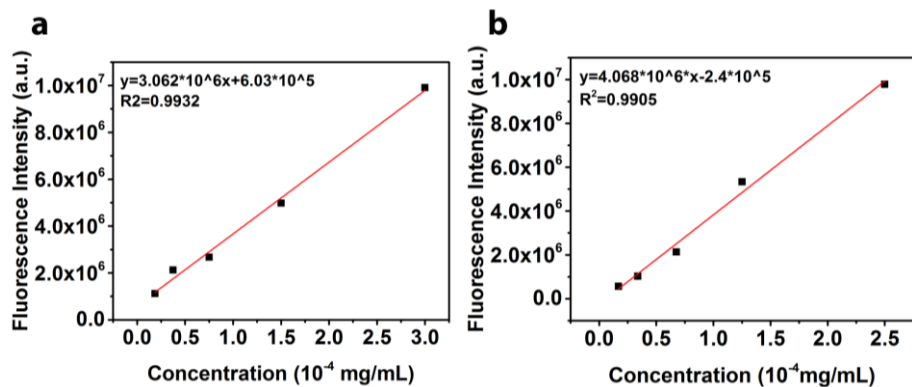 a
y=3.062*10^6x+6.03*10^5
R2=0.9932
Fluorescence Intensity (a.u.)
1.0x10⁷
8.0x10⁶
6.0x10⁶
4.0x10⁶
2.0x10⁶
0.0
0.0 0.5 1.0 1.5 2.0 2.5 3.0
Concentration (10⁻⁴ mg/mL)
b
y=4.068*10^6*x-2.4*10^5
R²=0.9905
Fluorescence Intensity (a.u.)
1.0x10⁷
8.0x10⁶
6.0x10⁶
4.0x10⁶
2.0x10⁶
0.0
0.0 0.5 1.0 1.5 2.0 2.5
Concentration (10⁻⁴mg/mL)